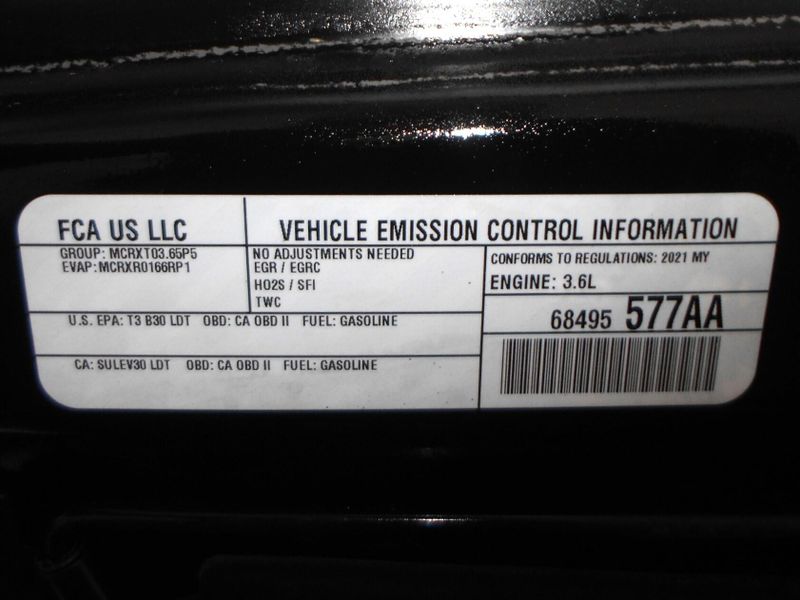 FCA US LLC
VEHICLE EMISSION CONTROL INFORMATION
GROUP: MCRXT03.65P5
EVAP:MCRXR0166RP1
NO ADJUSTMENTS NEEDED
EGR / EGRC
HO2S / SFI
TWC
CONFORMS TO REGULATIONS: 2021 MY
ENGINE: 3.6L
U.S. EPA: T3 B30 LDT OBD: CA OBD II FUEL: GASOLINE
68495 577AA
CA: SULEV30 LDT OBD: CA OBD II FUEL: GASOLINE